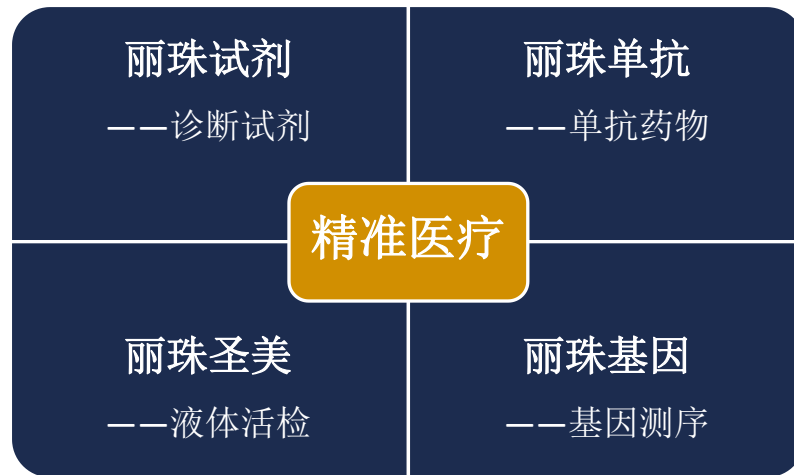 丽珠试剂
——诊断试剂
丽珠单抗
——单抗药物
精准医疗
丽珠圣美
——液体活检
丽珠基因
——基因测序